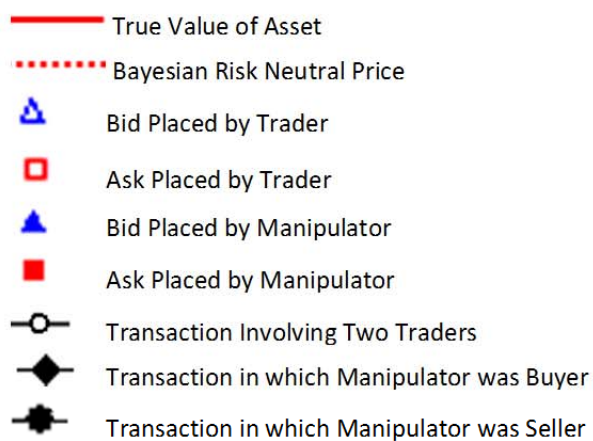 True Value of Asset
Bayesian Risk Neutral Price
Bid Placed by Trader
Ask Placed by Trader
Bid Placed by Manipulator
Ask Placed by Manipulator
Transaction Involving Two Traders
Transaction in which Manipulator was Buyer
Transaction in which Manipulator was Seller